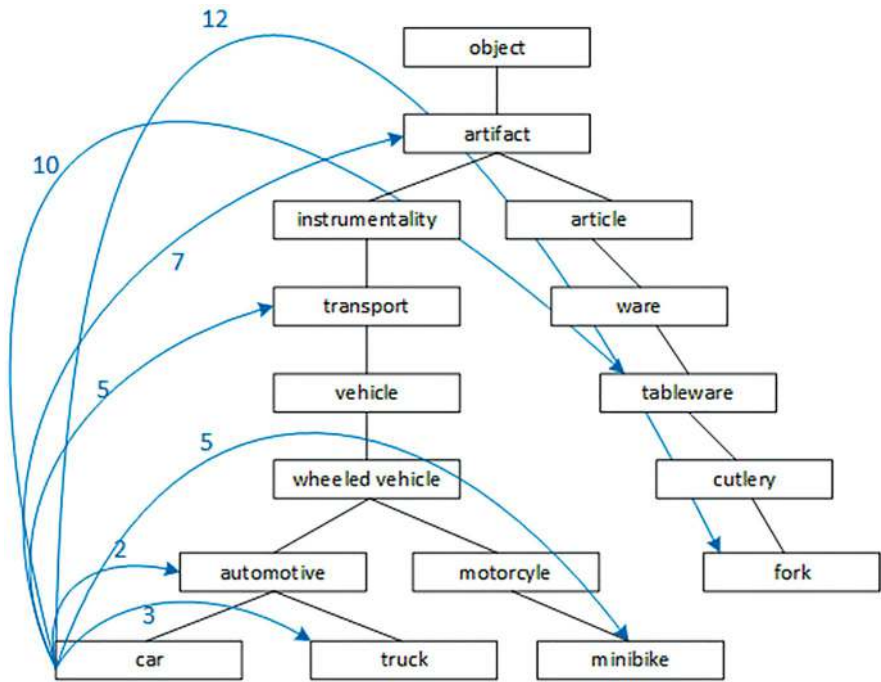 12
object
artifact
10
instrumentality article
7
transport ware
5
vehicle tableware
5
wheeled vehicle cutlery
2
automotive motorcyle fork
3
car truck minibike